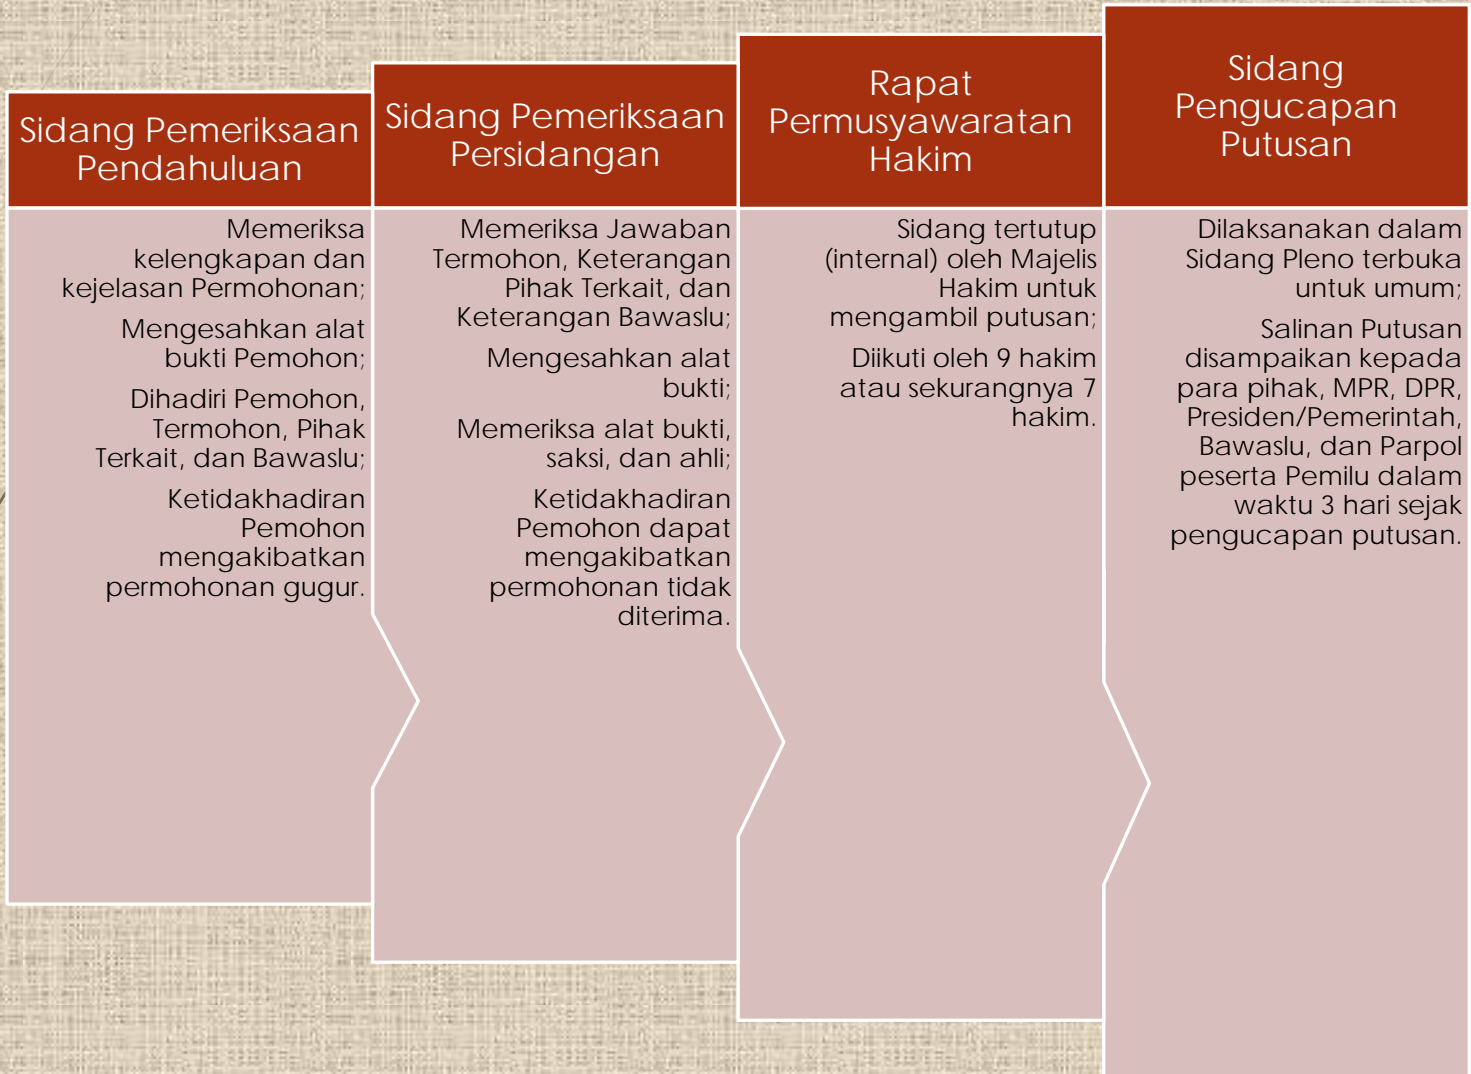 Sidang Pemeriksaan
Pendahuluan
Memeriksa
kelengkapan dan
kejelasan Permohonan;
Mengesahkan alat
bukti Pemohon;
Dihadiri Pemohon,
Termohon, Pihak
Terkait, dan Bawaslu;
Ketidakhadiran
Pemohon
mengakibatkan
permohonan gugur.
Sidang Pemeriksaan
Persidangan
Memeriksa Jawaban
Termohon, Keterangan
Pihak Terkait, dan
Keterangan Bawaslu;
Mengesahkan alat
bukti;
Memeriksa alat bukti,
saksi, dan ahli;
Ketidakhadiran
Pemohon dapat
mengakibatkan
permohonan tidak
diterima.
Rapat
Permusyawaratan
Hakim
Sidang tertutup
(internal) oleh Majelis
Hakim untuk
mengambil putusan;
Diikuti oleh 9 hakim
atau sekurangnya 7
hakim.
Sidang
Pengucapan
Putusan
Dilaksanakan dalam
Sidang Pleno terbuka
untuk umum;
Salinan Putusan
disampaikan kepada
para pihak, MPR, DPR,
Presiden/Pemerintah,
Bawaslu, dan Parpol
peserta Pemilu dalam
waktu 3 hari sejak
pengucapan putusan.